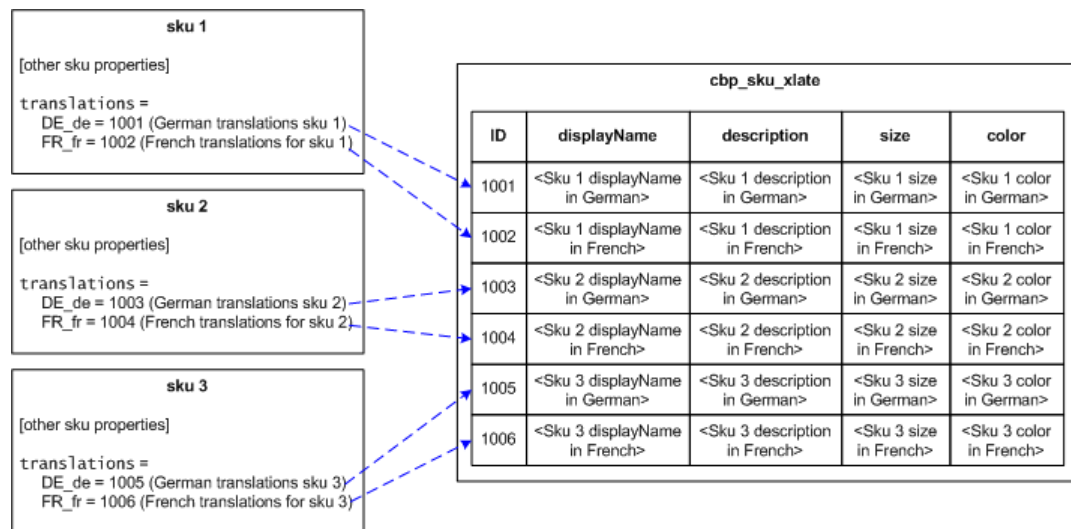 sku 1
[other sku properties]
translations =
DE_de = 1001 (German translations sku 1)
FR_fr = 1002 (French translations for sku 1)
sku 2
[other sku properties]
translations =
DE_de = 1003 (German translations sku 2)
FR_fr = 1004 (French translations for sku 2)
sku 3
[other sku properties]
translations =
DE_de = 1005 (German translations sku 3)
FR_fr = 1006 (French translations for sku 3)
cbp_sku_xlate
ID displayName description size color
1001 <Sku 1 displayName in German> <Sku 1 description in German> <Sku 1 size in German> <Sku 1 color in German>
1002 <Sku 1 displayName in French> <Sku 1 description in French> <Sku 1 size in French> <Sku 1 color in French>
1003 <Sku 2 displayName in German> <Sku 2 description in German> <Sku 2 size in German> <Sku 2 color in German>
1004 <Sku 2 displayName in French> <Sku 2 description in French> <Sku 2 size in French> <Sku 2 color in French>
1005 <Sku 3 displayName in German> <Sku 3 description in German> <Sku 3 size in German> <Sku 3 color in German>
1006 <Sku 3 displayName in French> <Sku 3 description in French> <Sku 3 size in French> <Sku 3 color in French>